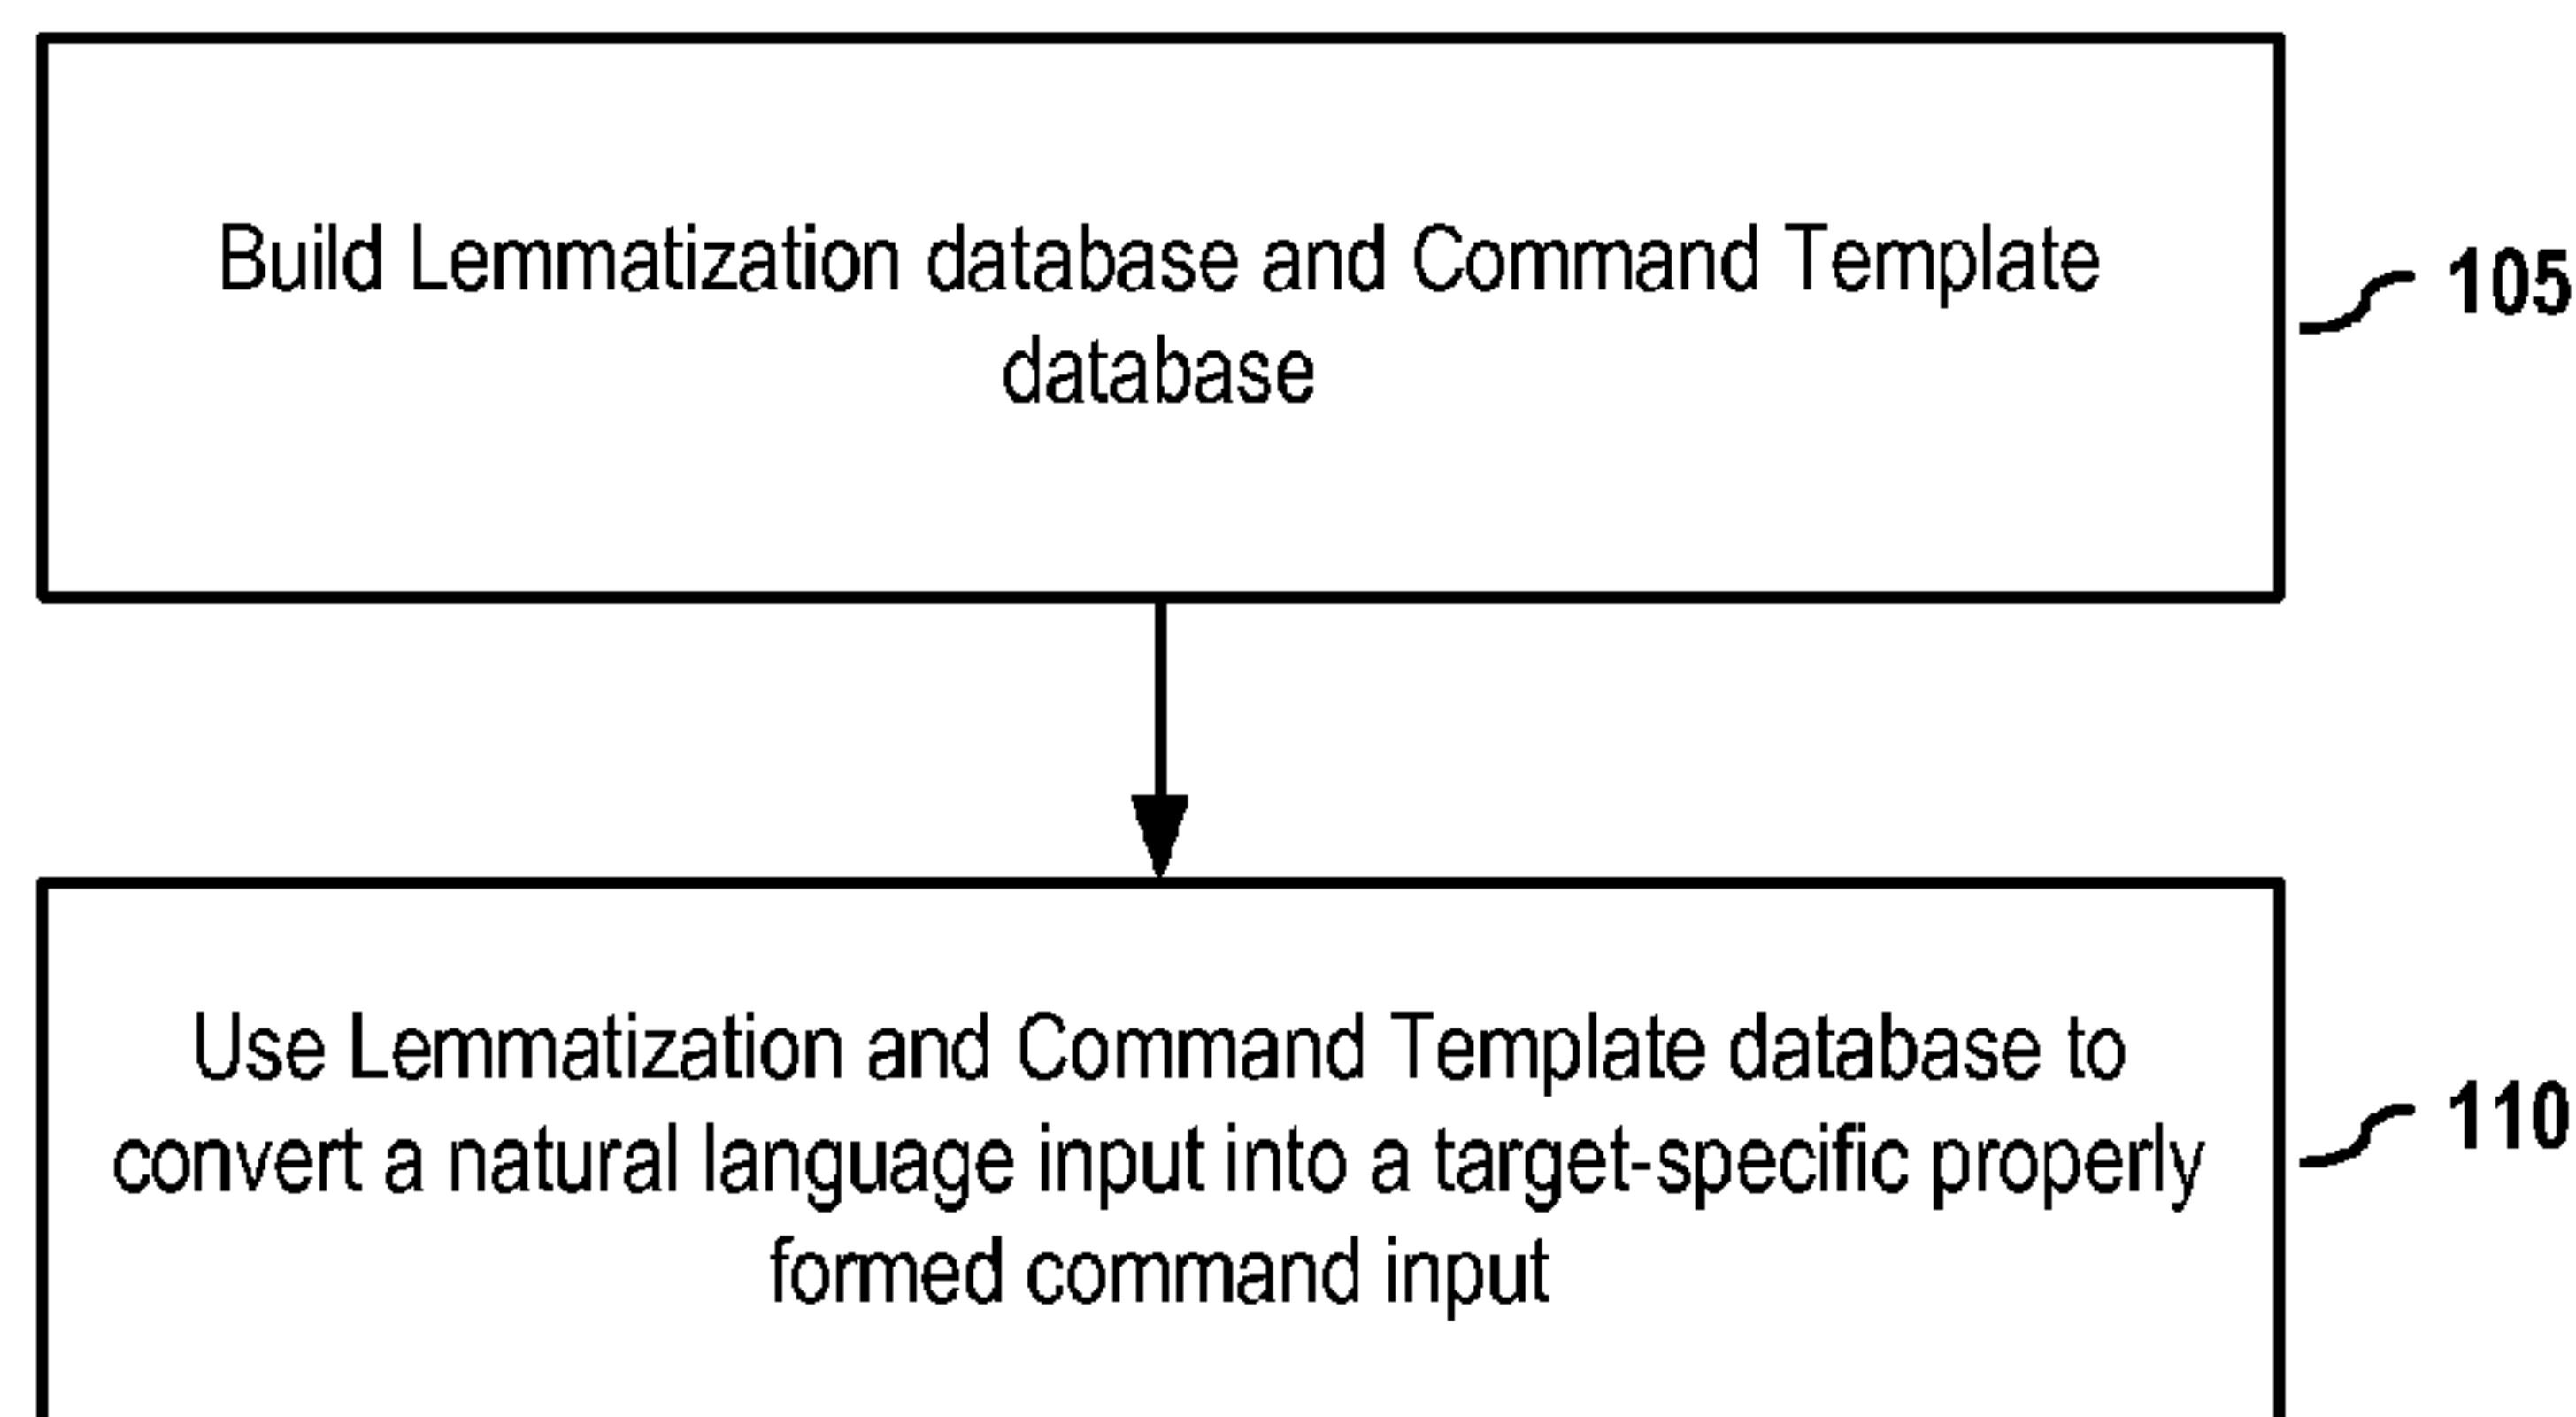 Build Lemmatization database and Command Template
database
105
Use Lemmatization and Command Template database to
convert a natural language input into a target-specific properly
formed command input
110